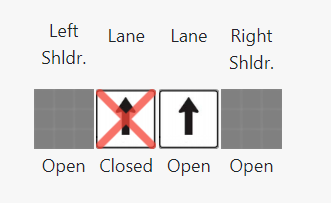 Left Shldr.
Lane
Lane
Right Shldr.
Open
Closed
Open
Open